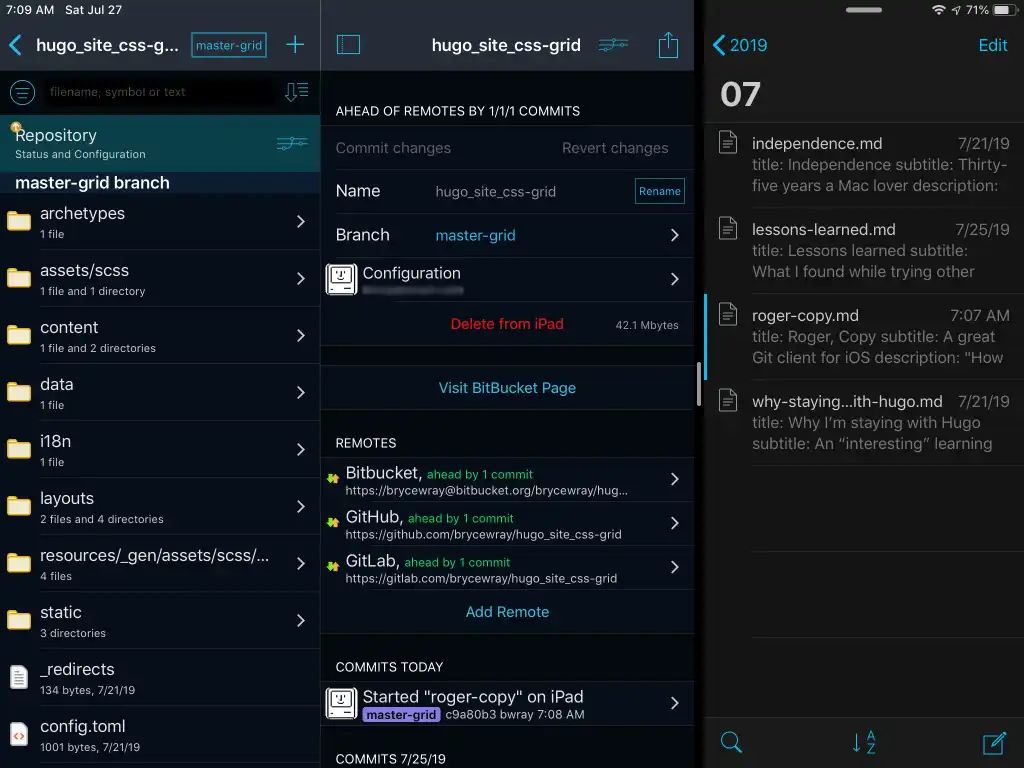 7:09 AM Sat Jul 27
71%
hugo_site_css-g...
master-grid
filename, symbol or text
Repository
Status and Configuration
master-grid branch
archetypes
1 file
assets/scss
1 file and 1 directory
content
1 file and 2 directories
data
1 file
i18n
1 file
layouts
2 files and 4 directories
resources/_gen/assets/scss/...
4 files
static
3 directories
_redirects
134 bytes, 7/21/19
config.toml
1001 bytes, 7/21/19
hugo_site_css-grid
AHEAD OF REMOTES BY 1/1/1 COMMITS
Commit changes Revert changes
Name hugo_site_css-grid Rename
Branch master-grid
Configuration
Delete from iPad 42.1 Mbytes
Visit BitBucket Page
REMOTES
Bitbucket, ahead by 1 commit
https://brycewray@bitbucket.org/brycewray/hug...
GitHub, ahead by 1 commit
https://github.com/brycewray/hugo_site_css-grid
GitLab, ahead by 1 commit
https://gitlab.com/brycewray/hugo_site_css-grid
Add Remote
COMMITS TODAY
Started "roger-copy" on iPad
master-grid c9a80b3 bwray 7:08 AM
COMMITS 7/25/19
2019 Edit
07
independence.md 7/21/19
title: Independence subtitle: Thirty-
five years a Mac lover description:
lessons-learned.md 7/25/19
title: Lessons learned subtitle:
What I found while trying other
roger-copy.md 7:07 AM
title: Roger, Copy subtitle: A great
Git client for iOS description: "How
why-staying...ith-hugo.md 7/21/19
title: Why I’m staying with Hugo
subtitle: An “interesting” learning
A
Z